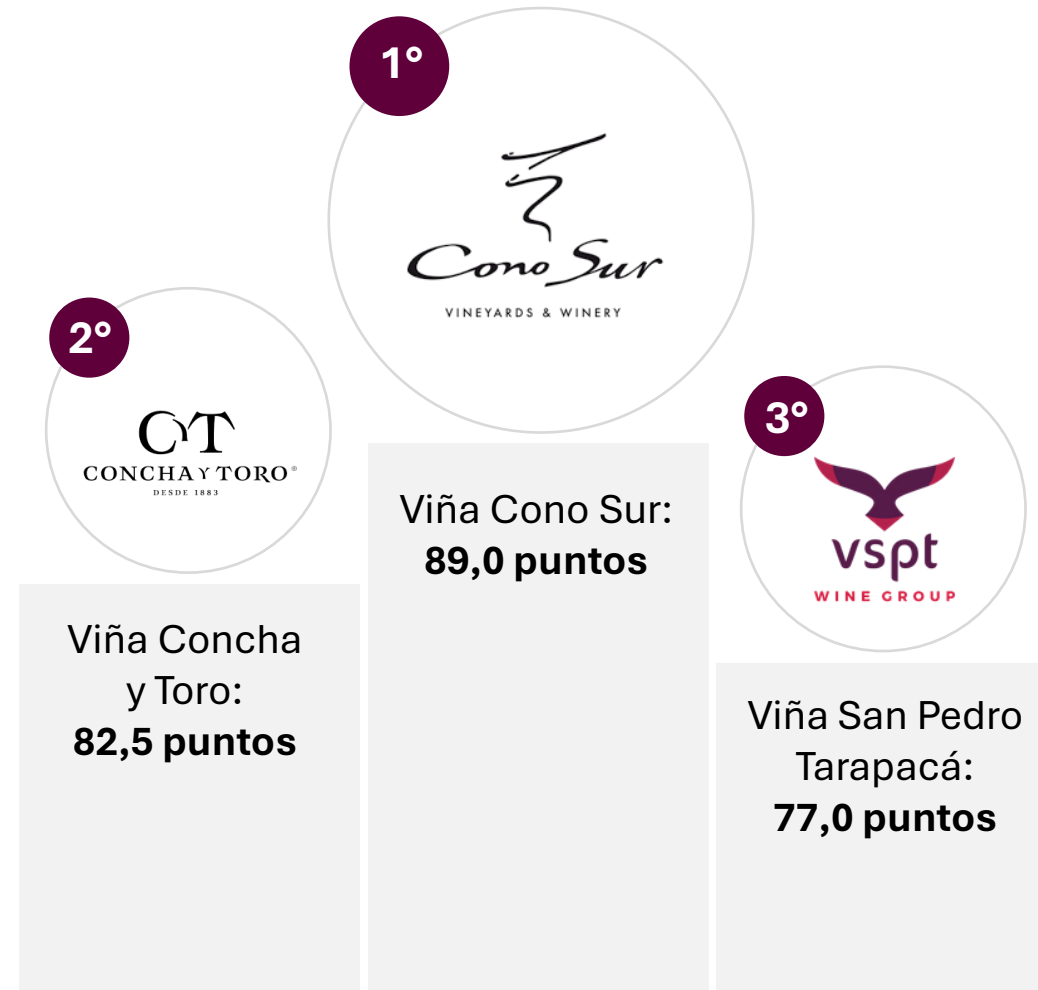 1°
Cono Sur
VINEYARDS & WINERY
2°
CONCHA Y TORO®
DESDE 1883
3°
vspt
WINE GROUP
Viña Cono Sur:
89,0 puntos
Viña Concha
y Toro:
82,5 puntos
Viña San Pedro
Tarapacá:
77,0 puntos